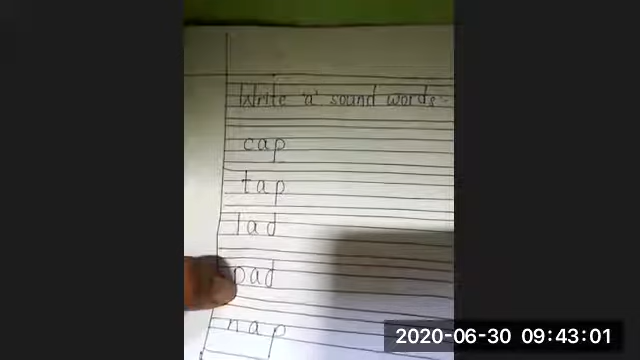 Write 'a' sound words:-
cap
tap
lad
pad
nap
2020-06-30 09:43:01